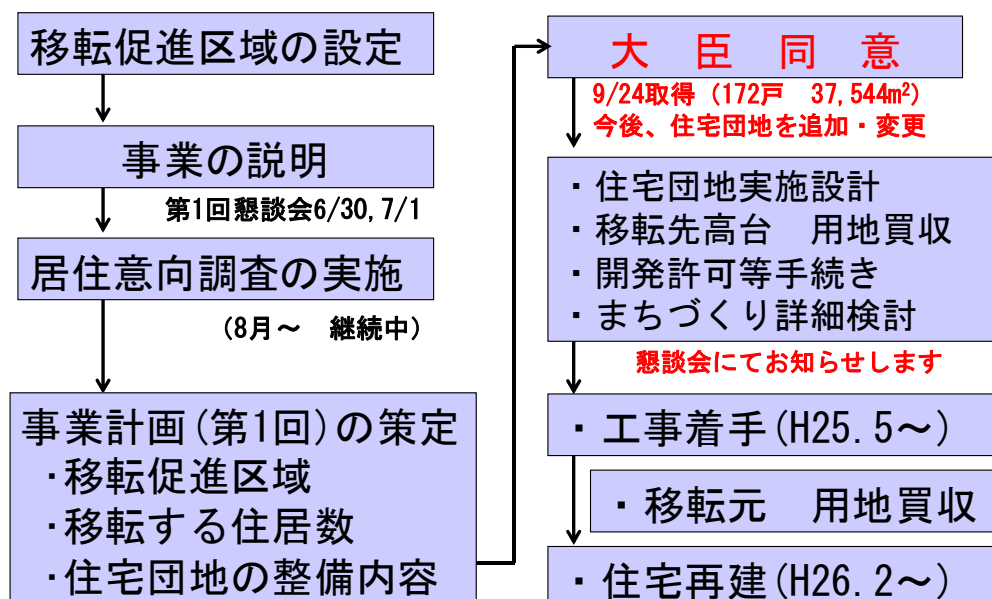 移転促進区域の設定
事業の説明
第1回懇談会6/30,7/1
居住意向調査の実施
(8月～　継続中)
事業計画(第1回)の策定
・移転促進区域
・移転する住居数
・住宅団地の整備内容
大　臣　同　意
9/24取得（172戸　37,544m²）
今後、住宅団地を追加・変更
・住宅団地実施設計
・移転先高台　用地買収
・開発許可等手続き
・まちづくり詳細検討
懇談会にてお知らせします
・工事着手(H25.5～)
・移転元　用地買収
・住宅再建(H26.2～)